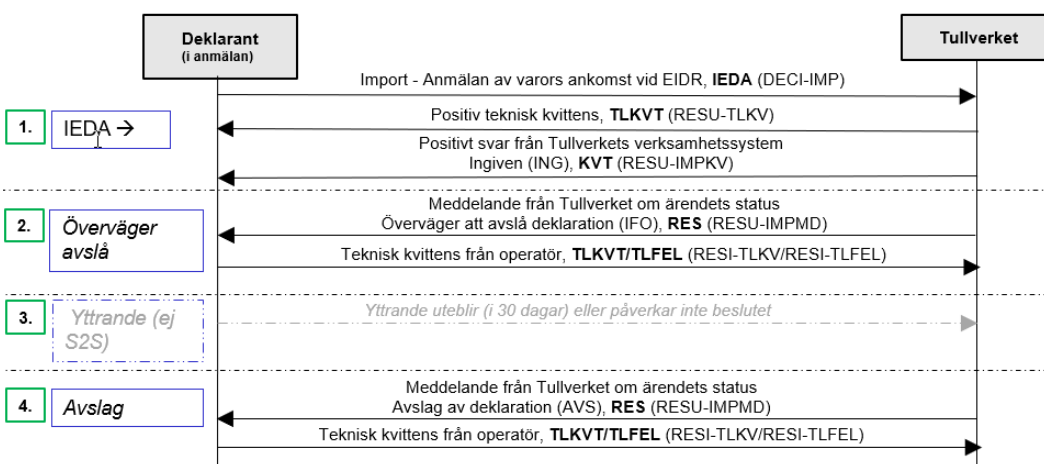 Deklarant
(i anmälan)
Tullverket
Import - Anmälan av varors ankomst vid EIDR, IEDA (DECI-IMP)
1.
IEDA →
Positiv teknisk kvittens, TLKVT (RESU-TLKV)
Positivt svar från Tullverkets verksamhetssystem
Ingiven (ING), KVT (RESU-IMPKV)
2.
Överväger
avslå
Meddelande från Tullverket om ärendets status
Överväger att avslå deklaration (IFO), RES (RESU-IMPMD)
Teknisk kvittens från operatör, TLKVT/TLFEL (RESI-TLKV/RESI-TLFEL)
3.
Yttrande (ej
S2S)
Yttrande uteblir (i 30 dagar) eller påverkar inte beslutet
4.
Avslag
Meddelande från Tullverket om ärendets status
Avslag av deklaration (AVS), RES (RESU-IMPMD)
Teknisk kvittens från operatör, TLKVT/TLFEL (RESI-TLKV/RESI-TLFEL)